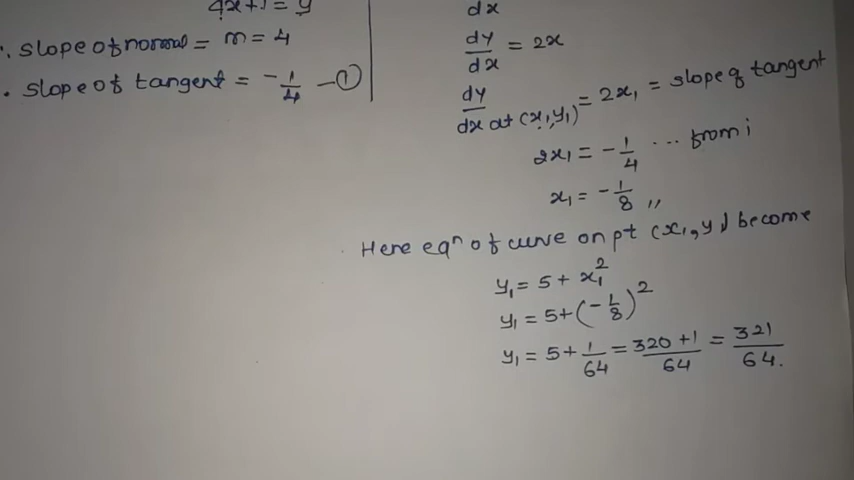 4x+1 = y
∴ slope of normal = m = 4
• slope of tangent = -1/4 — ①
dx
dy/dx = 2x
dy/dx at (x₁, y₁) = 2x₁ = slope of tangent
2x₁ = -1/4 ... from i
x₁ = -1/8 ,,
Here eqⁿ of curve on pt (x₁, y₁) become
y₁ = 5 + x₁²
y₁ = 5 + (-1/8)²
y₁ = 5 + 1/64 = 320 + 1/64 = 321/64.